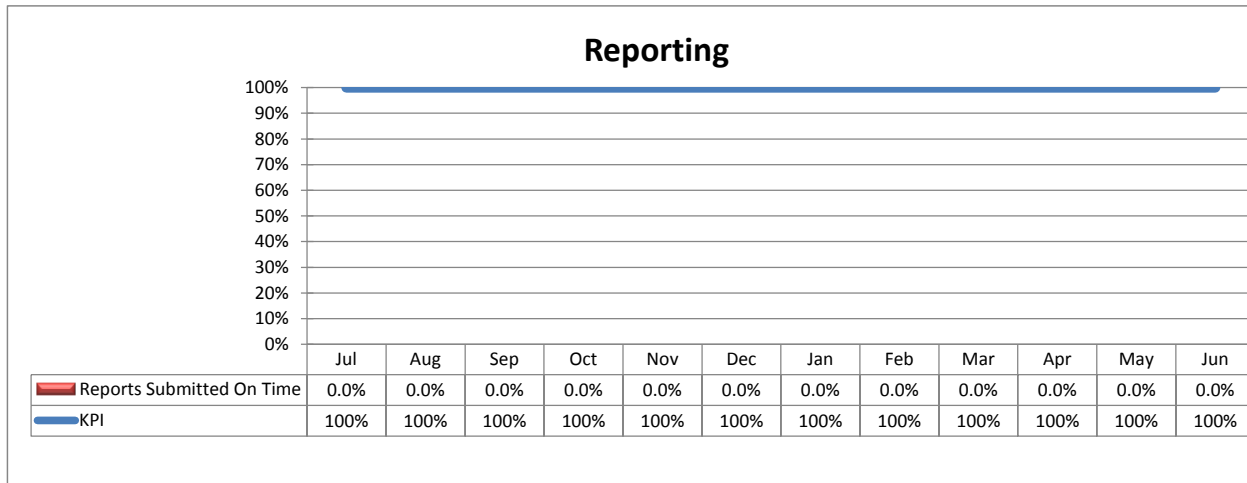 Reporting
100%
90%
80%
70%
60%
50%
40%
30%
20%
10%
0%
Jul Aug Sep Oct Nov Dec Jan Feb Mar Apr May Jun
Reports Submitted On Time 0.0% 0.0% 0.0% 0.0% 0.0% 0.0% 0.0% 0.0% 0.0% 0.0% 0.0% 0.0%
KPI 100% 100% 100% 100% 100% 100% 100% 100% 100% 100% 100% 100%